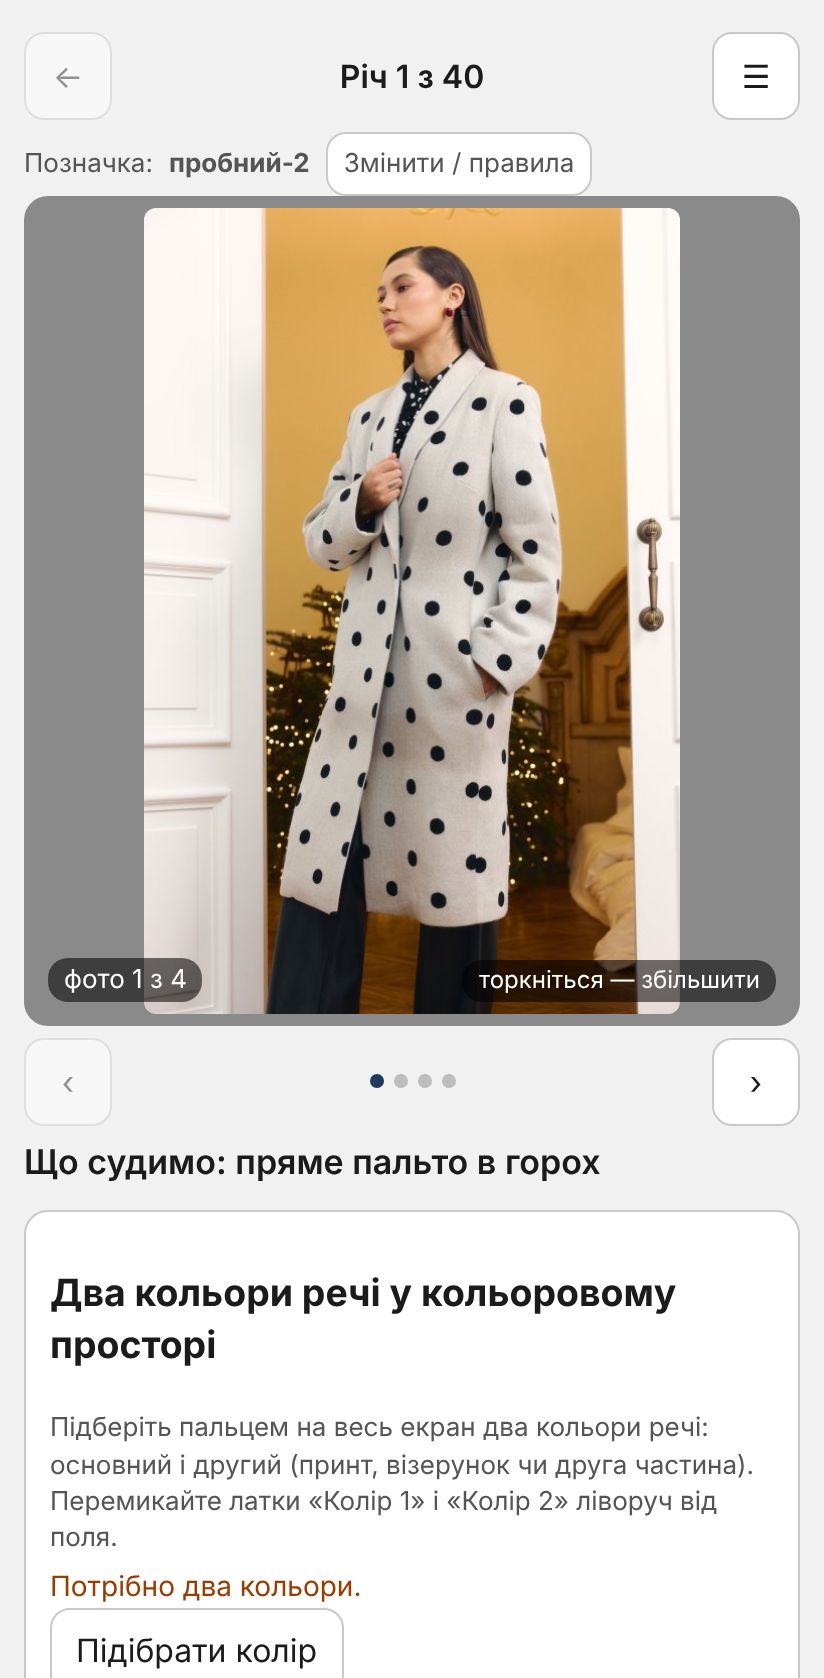 Річ 1 з 40
Позначка: пробний-2 Змінити / правила
фото 1 з 4
торкніться — збільшити
Що судимо: пряме пальто в горох
Два кольори речі у кольоровому
просторі
Підберіть пальцем на весь екран два кольори речі:
основний і другий (принт, візерунок чи друга частина).
Перемикайте латки «Колір 1» і «Колір 2» ліворуч від
поля.
Потрібно два кольори.
Підібрати колір